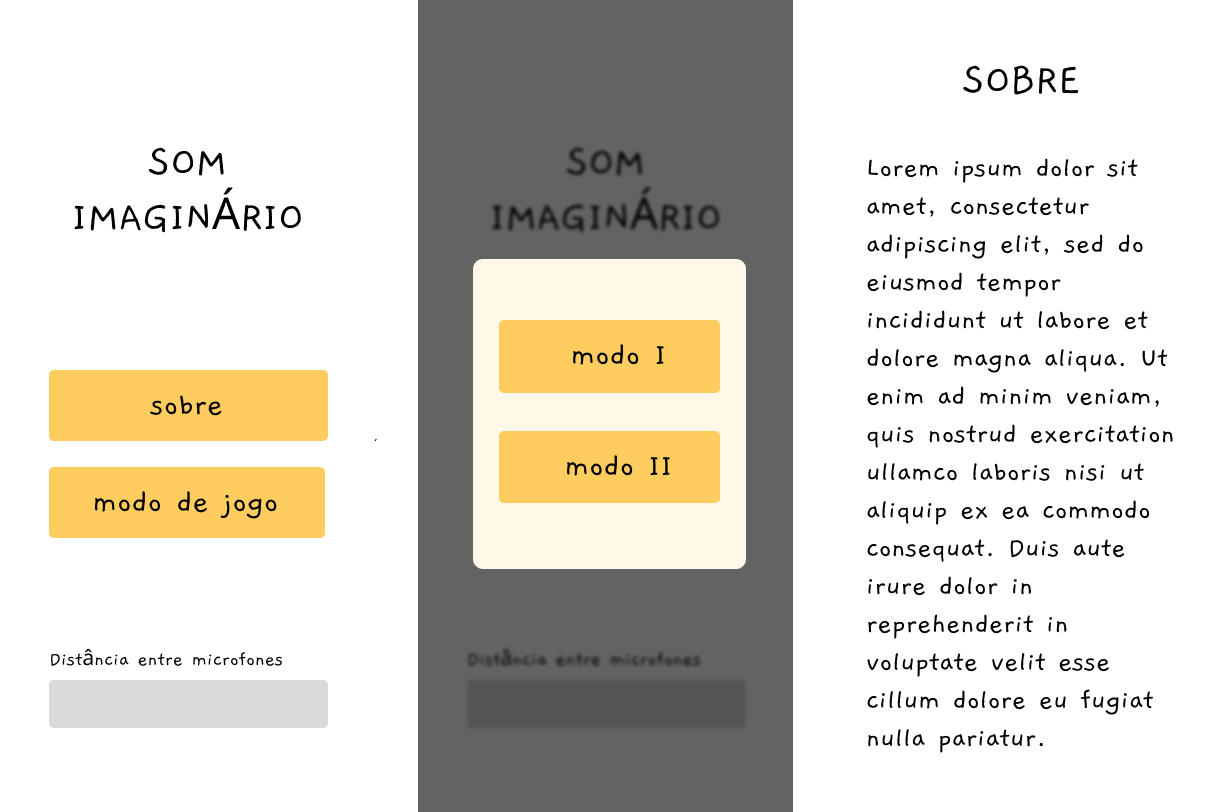 SOM
IMAGINÁRIO
sobre
modo de jogo
Distância entre microfones
SOM
IMAGINÁRIO
modo I
modo II
Distância entre microfones
SOBRE
Lorem ipsum dolor sit
amet, consectetur
adipiscing elit, sed do
eiusmod tempor
incididunt ut labore et
dolore magna aliqua. Ut
enim ad minim veniam,
quis nostrud exercitation
ullamco laboris nisi ut
aliquip ex ea commodo
consequat. Duis aute
irure dolor in
reprehenderit in
voluptate velit esse
cillum dolore eu fugiat
nulla pariatur.